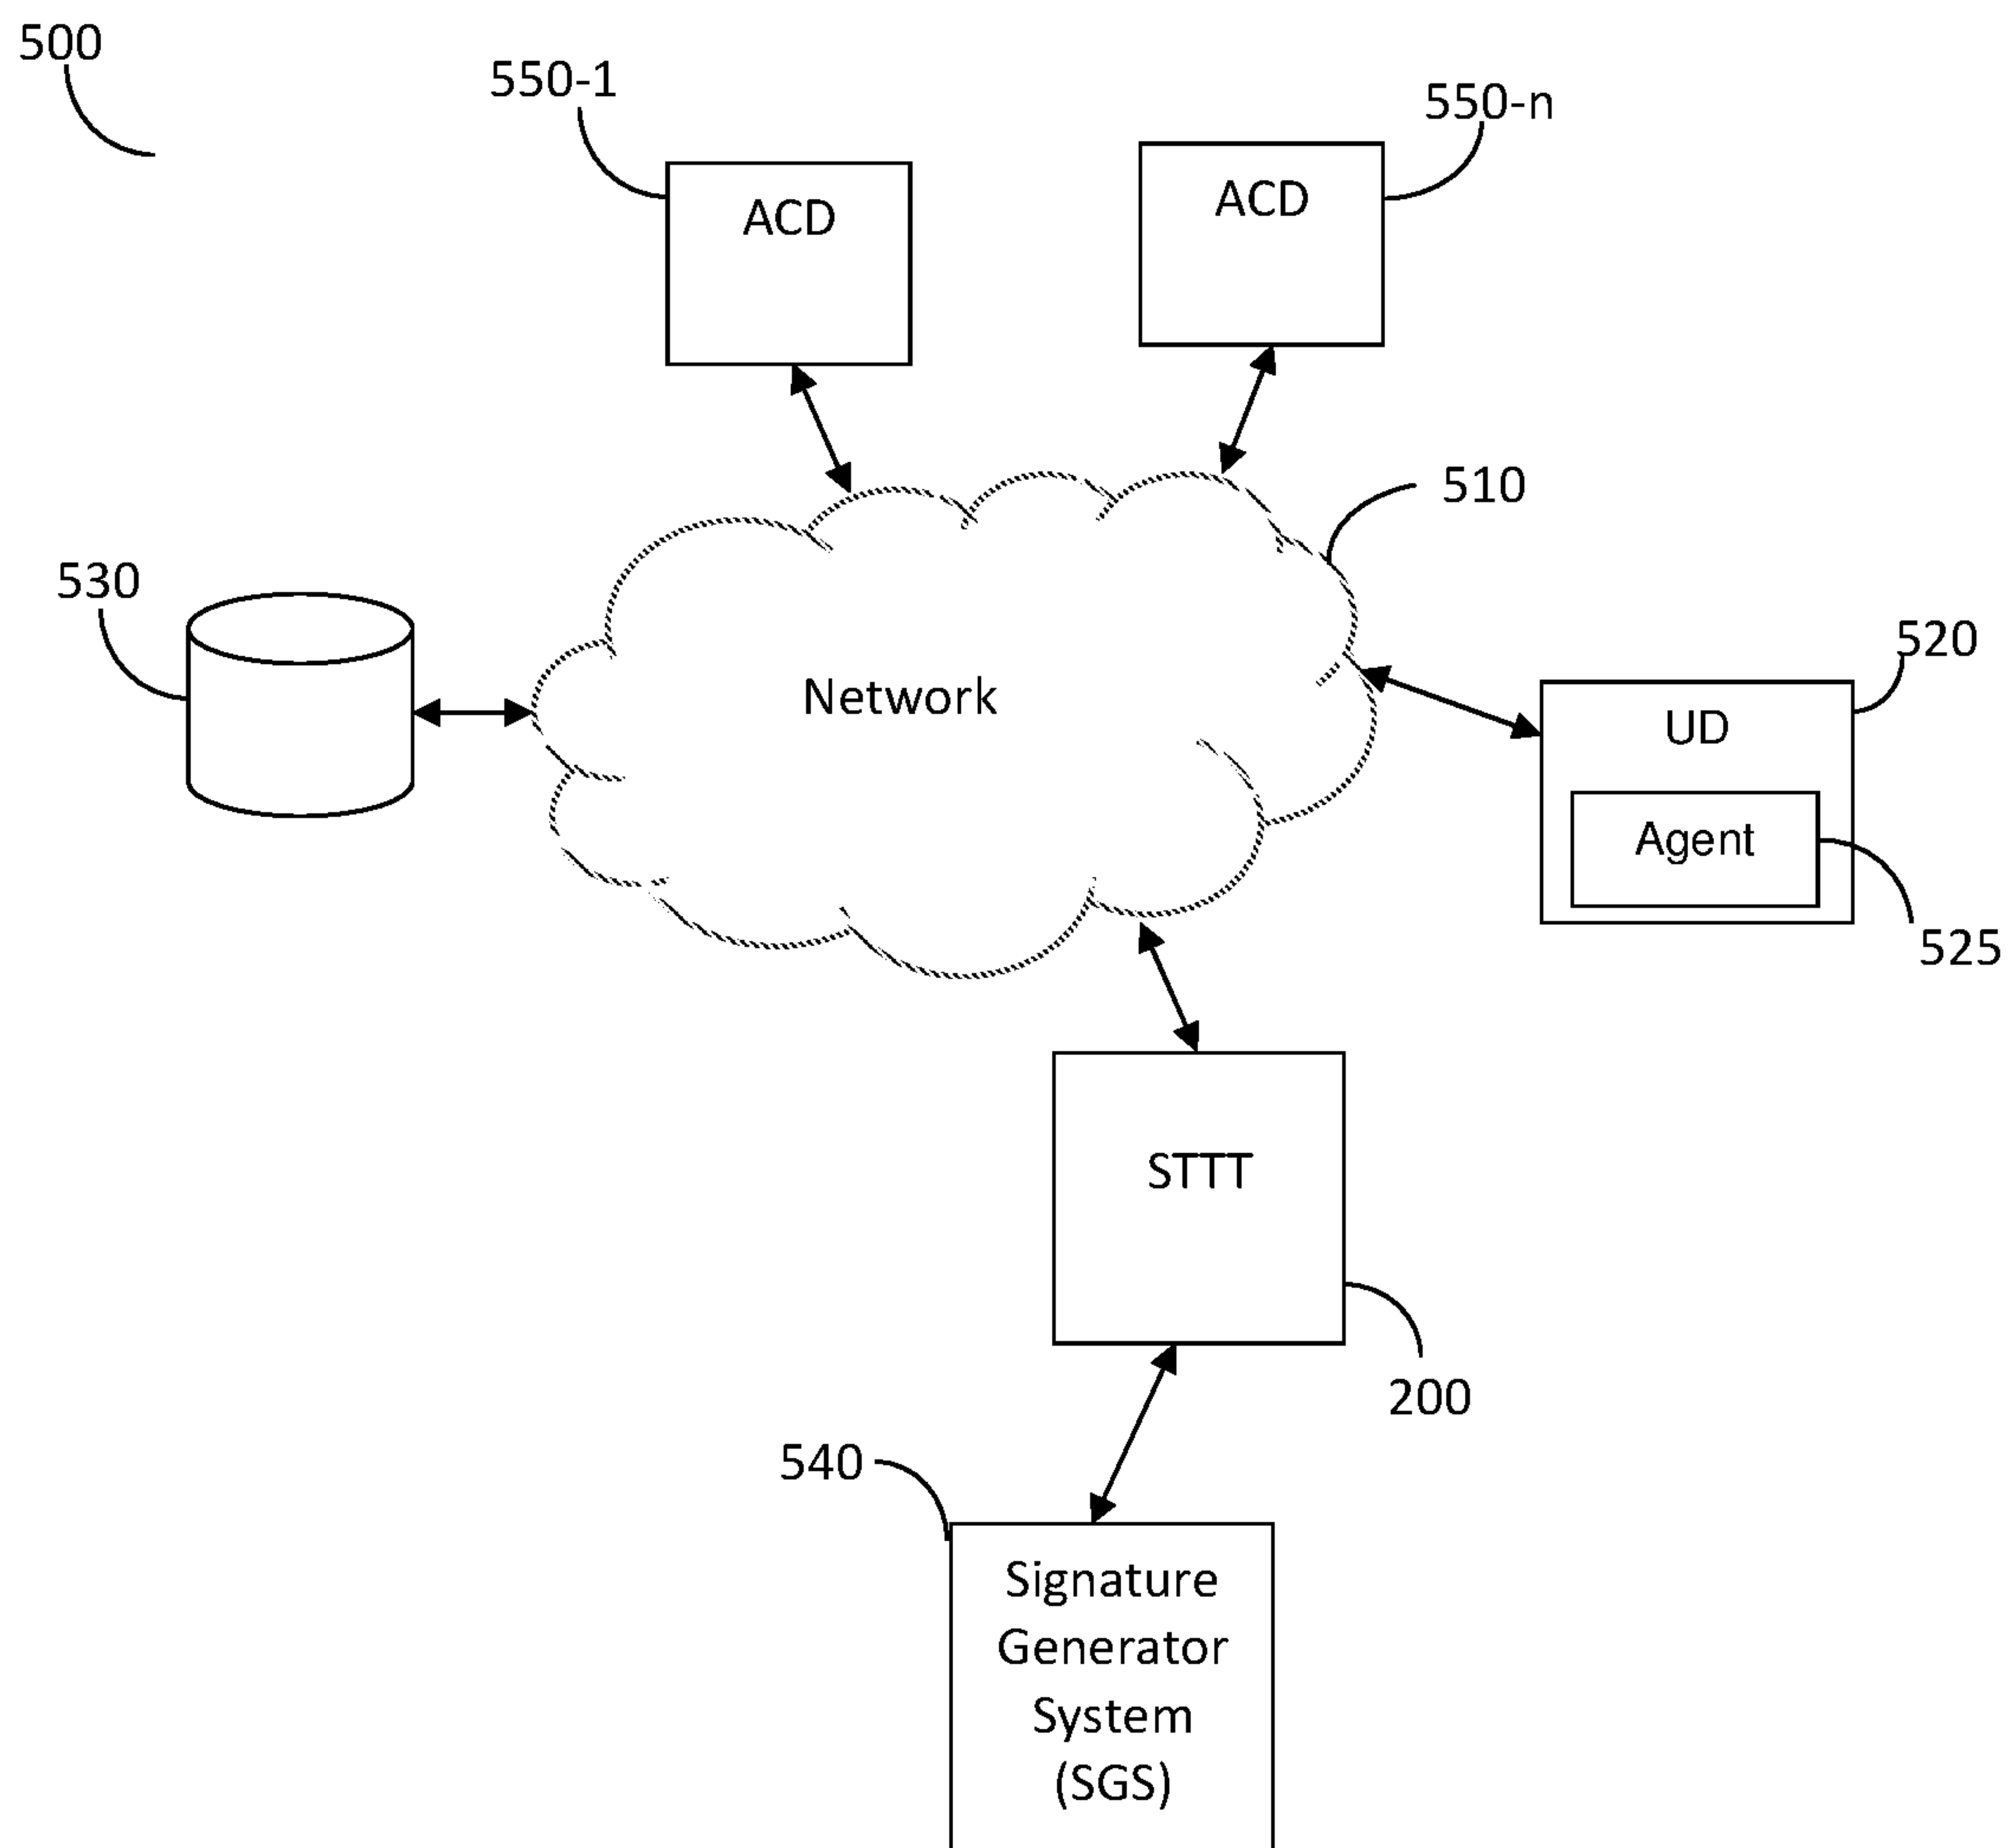 500
550-1
550-n
ACD
ACD
510
530
520
Network
UD
Agent
525
STTT
200
540
Signature
Generator
System
(SGS)